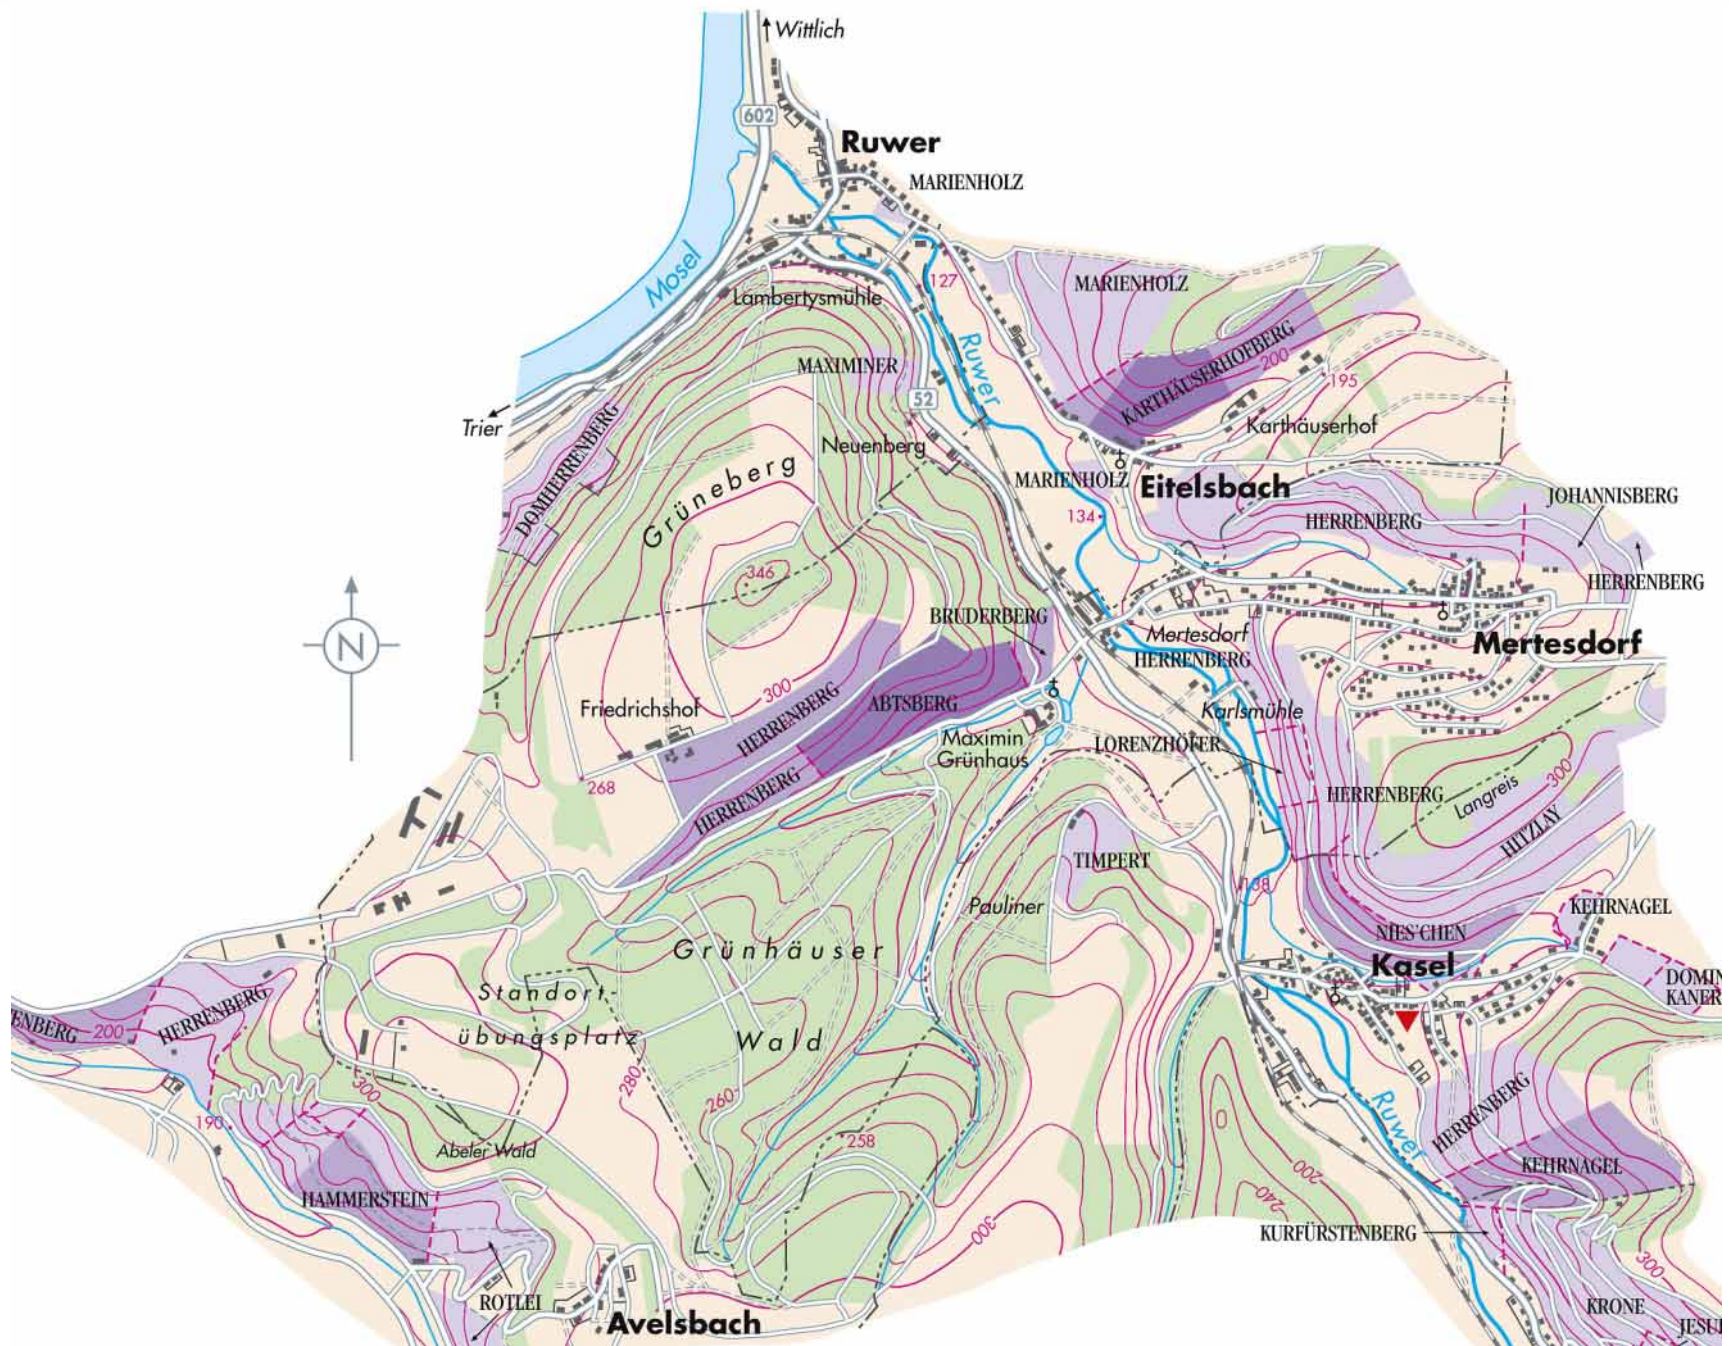 Wittlich
602
Ruwer
MARIENHOLZ
Mosel
MARIENHOLZ
127
Lambertysmühle
Ruwer
KARTHÄUSERHOFBERG
200
195
MAXIMINER
52
Trier
DOMHERRENBERG
Neuenberg
Karthäuserhof
Grüneberg
MARIENHOLZ
Eitelsbach
JOHANNISBERG
134
HERRENBERG
346
HERRENBERG
N
BRUDERBERG
Mertesdorf
Mertesdorf
HERRENBERG
300
Friedrichshof
HERRENBERG
ABTSBERG
Karlsmühle
Maximin
Grünhaus
LORENZHÖFER
268
HERRENBERG
HERRENBERG
Langreis
300
HITZLAY
TIMPERT
138
Pauliner
KEHRNAGEL
NIES'CHEN
Grünhäuser
Wald
Kasel
DOMIN
KANER
Standort-
übungsplatz
ENBERG
200
HERRENBERG
280
260
300
190
Abeler Wald
258
Ruwer
HERRENBERG
KEHRNAGEL
200
240
HAMMERSTEIN
300
KURFÜRSTENBERG
300
ROTLEI
KRONE
Avelsbach
JESUI